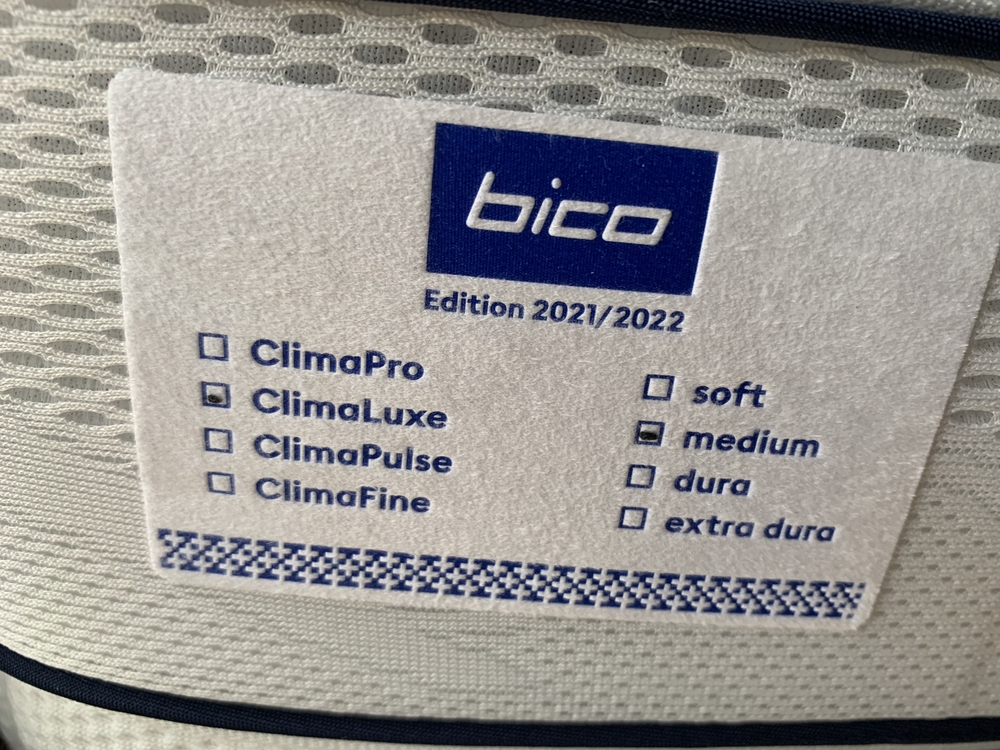 bico
Edition 2021/2022
ClimaPro
ClimaLuxe
ClimaPulse
ClimaFine
soft
medium
dura
extra dura